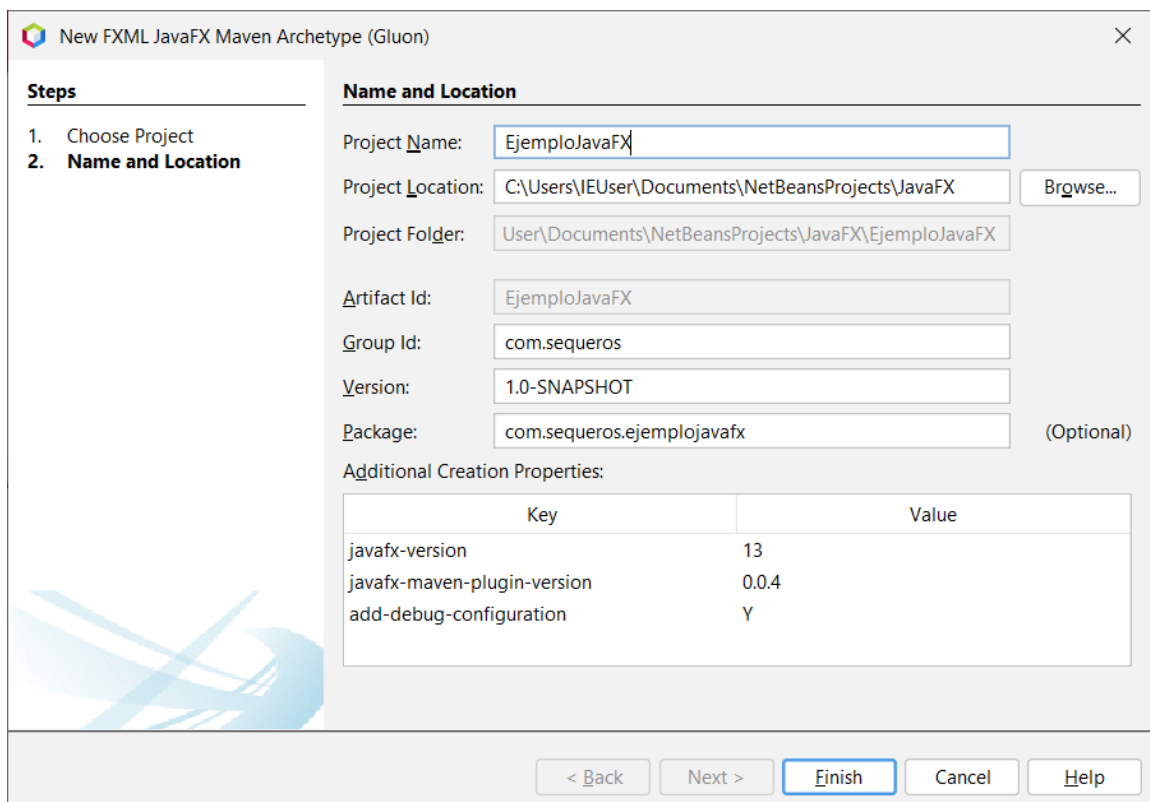 New FXML JavaFX Maven Archetype (Gluon)
Steps
1. Choose Project
2. Name and Location
Name and Location
Project Name: EjemploJavaFX
Project Location: C:\Users\IEUser\Documents\NetBeansProjects\JavaFX Browse...
Project Folder: User\Documents\NetBeansProjects\JavaFX\EjemploJavaFX
Artifact Id: EjemploJavaFX
Group Id: com.sequeros
Version: 1.0-SNAPSHOT
Package: com.sequeros.ejemplojavafx (Optional)
Additional Creation Properties:
Key Value
javafx-version 13
javafx-maven-plugin-version 0.0.4
add-debug-configuration Y
< Back Next > Finish Cancel Help